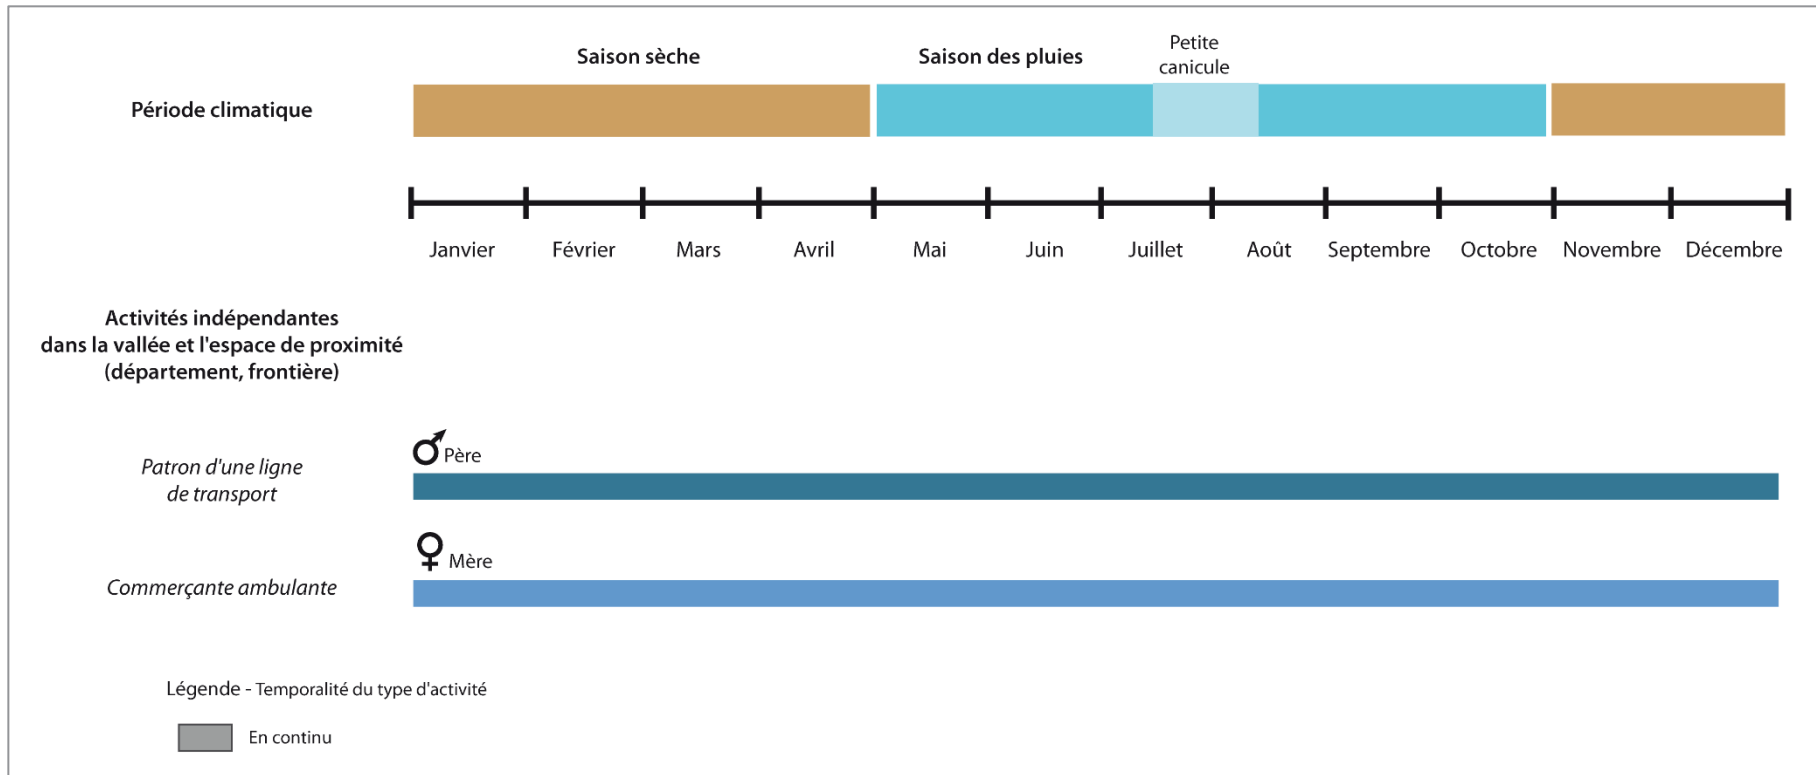 Saison sèche
Saison des pluies
Petite
canicule
Période climatique
Janvier Février Mars Avril Mai Juin Juillet Août Septembre Octobre Novembre Décembre
Activités indépendantes
dans la vallée et l'espace de proximité
(département, frontière)
Père
Patron d'une ligne
de transport
Mère
Commerçante ambulante
Légende - Temporalité du type d'activité
En continu